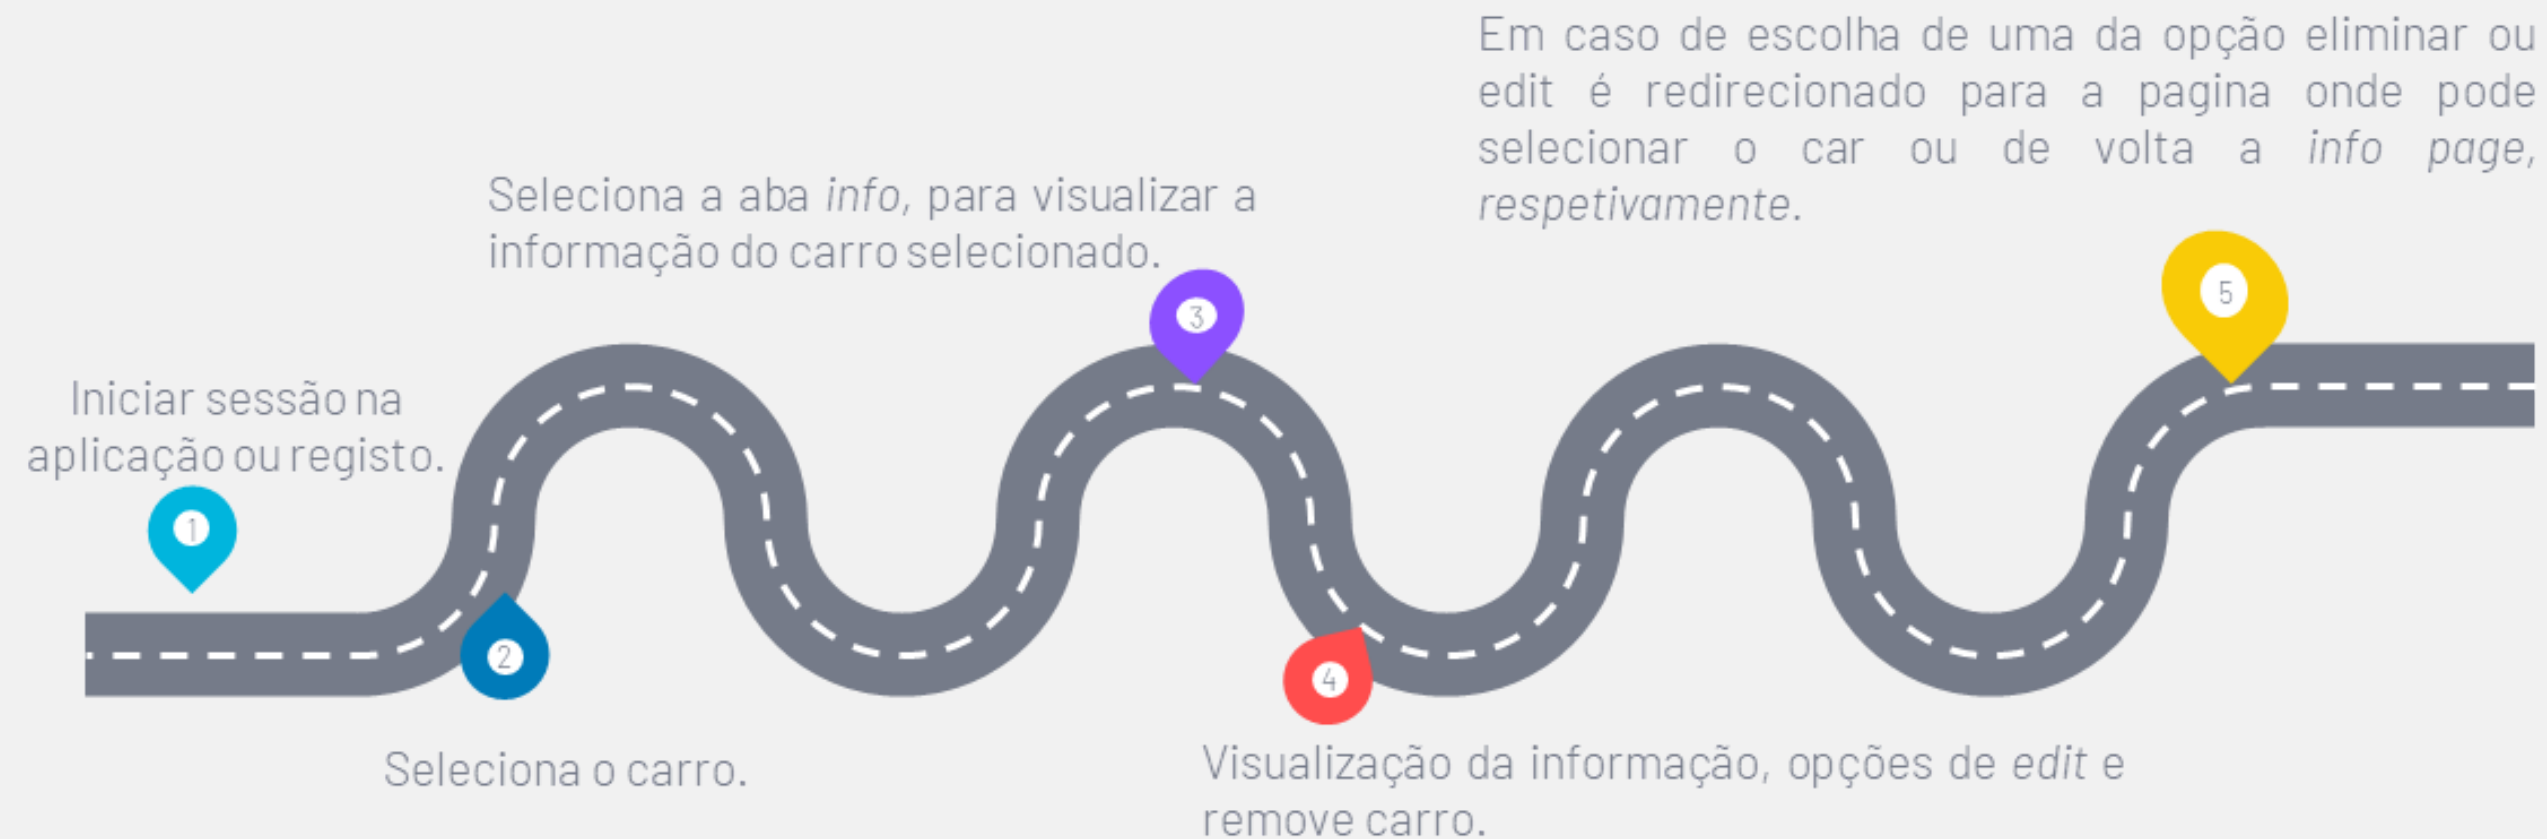 Iniciar sessão na
aplicação ou registo.
1
2
Seleciona o carro.
Seleciona a aba info, para visualizar a
informação do carro selecionado.
3
4
Visualização da informação, opções de edit e
remove carro.
Em caso de escolha de uma da opção eliminar ou
edit é redirecionado para a pagina onde pode
selecionar o car ou de volta a info page,
respetivamente.
5